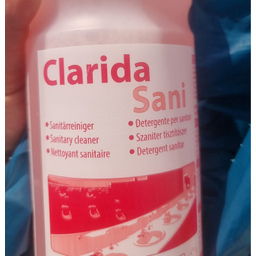 Clarida
Sani
• Sanitärreiniger
• Sanitary cleaner
• Nettoyant sanitaire
• Detergente per sanitari
• Szaniter tisztítószer
• Detergent sanitar